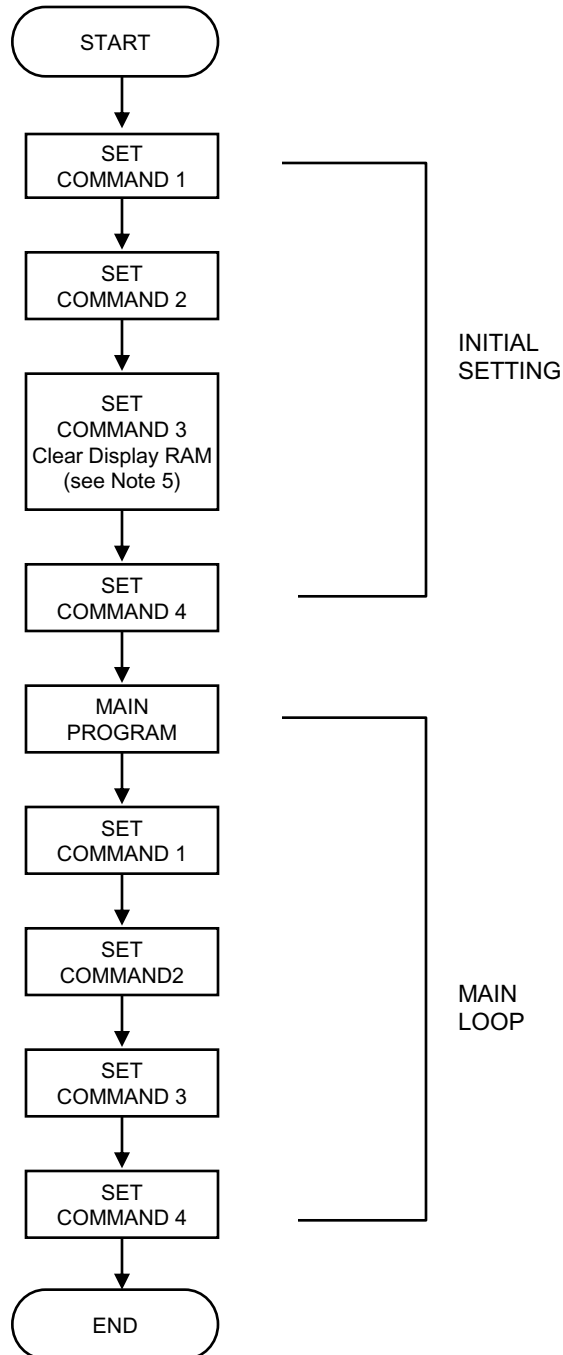 START
SET
COMMAND 1
SET
COMMAND 2
SET
COMMAND 3
Clear Display RAM
(see Note 5)
SET
COMMAND 4
INITIAL
SETTING
MAIN
PROGRAM
SET
COMMAND 1
SET
COMMAND2
SET
COMMAND 3
SET
COMMAND 4
MAIN
LOOP
END